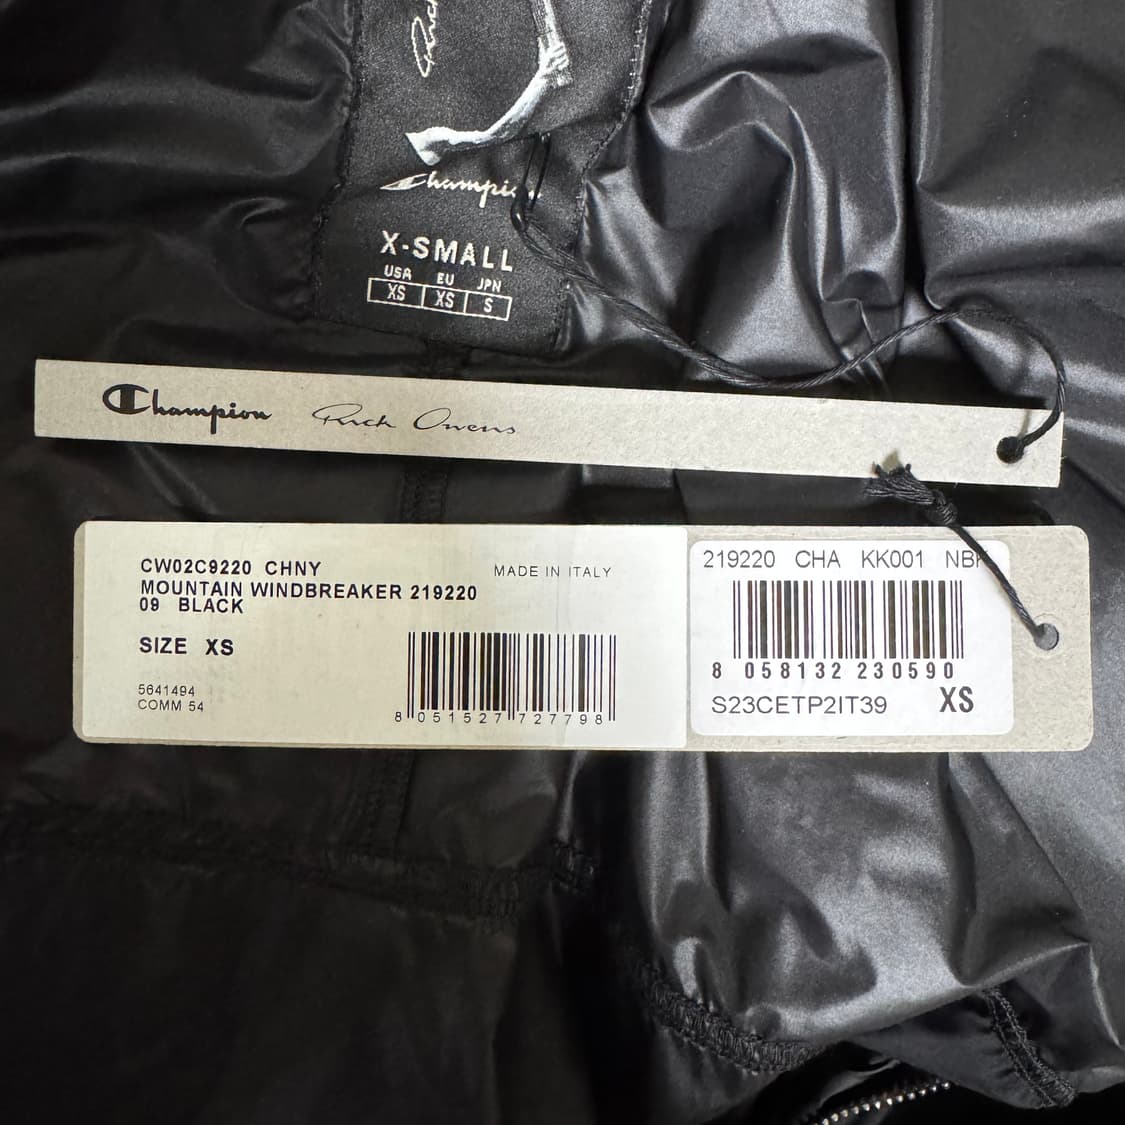 Rick
Champion
X-SMALL
USA EU JPN
XS XS S
Champion Rick Owens
CW02C9220 CHNY
MADE IN ITALY
MOUNTAIN WINDBREAKER 219220
09 BLACK
SIZE XS
5641494
COMM 54
8 051527 727798
219220 CHA KK001
8 058132 230590
S23CETP2IT39 XS